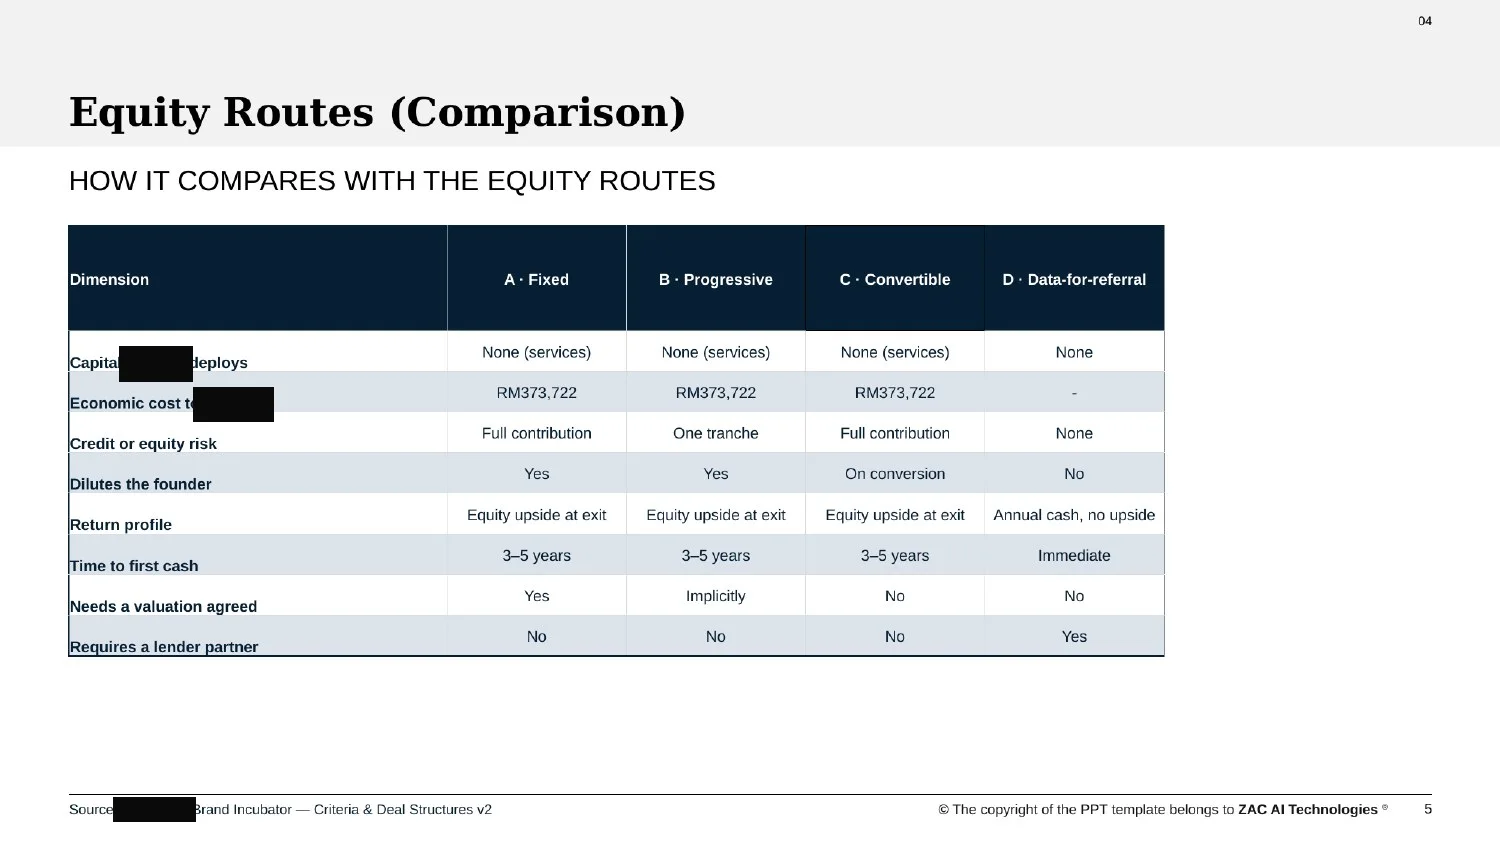 04
Equity Routes (Comparison)
HOW IT COMPARES WITH THE EQUITY ROUTES
Dimension A · Fixed B · Progressive C · Convertible D · Data-for-referral
Capital deploys None (services) None (services) None (services) None
Economic cost to RM373,722 RM373,722 RM373,722 -
Credit or equity risk Full contribution One tranche Full contribution None
Dilutes the founder Yes Yes On conversion No
Return profile Equity upside at exit Equity upside at exit Equity upside at exit Annual cash, no upside
Time to first cash 3–5 years 3–5 years 3–5 years Immediate
Needs a valuation agreed Yes Implicitly No No
Requires a lender partner No No No Yes
Source Brand Incubator — Criteria & Deal Structures v2 © The copyright of the PPT template belongs to ZAC AI Technologies ® 5